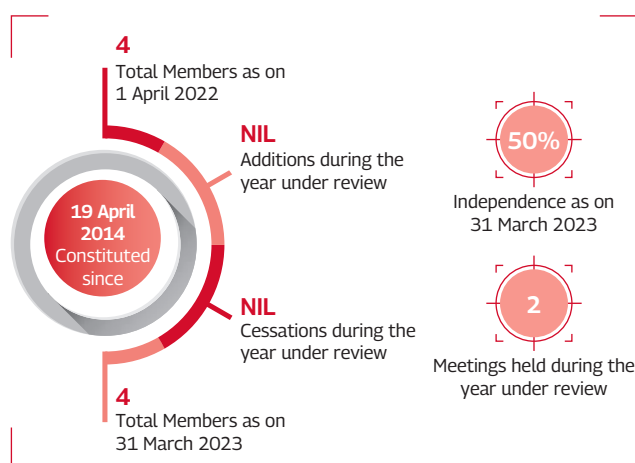 4
Total Members as on
1 April 2022
NIL
Additions during the
year under review
19 April
2014
Constituted
since
NIL
Cessations during the
year under review
4
Total Members as on
31 March 2023
50%
Independence as on
31 March 2023
2
Meetings held during the
year under review